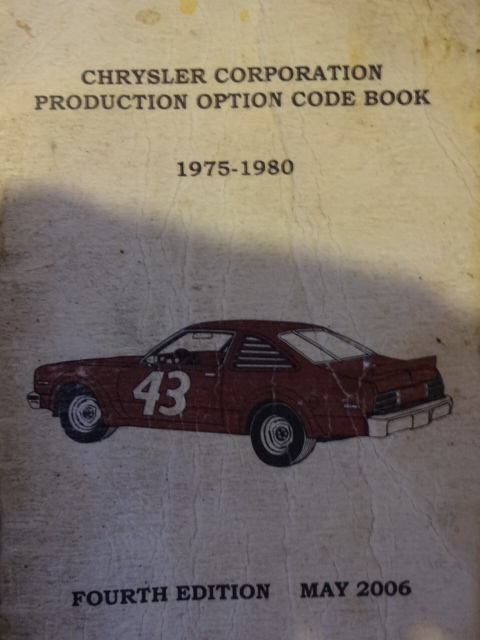 CHRYSLER CORPORATION
PRODUCTION OPTION CODE BOOK
1975-1980
43
FOURTH EDITION MAY 2006